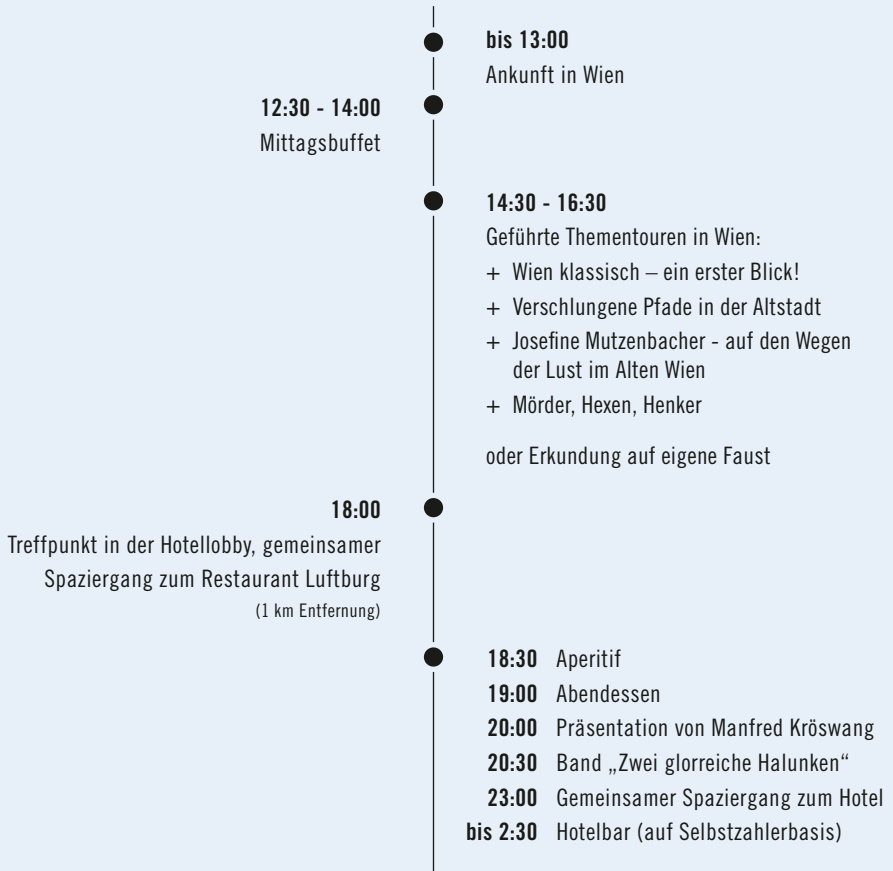 bis 13:00
Ankunft in Wien
12:30 - 14:00
Mittagsbuffet
14:30 - 16:30
Geführte Thementouren in Wien:
+ Wien klassisch – ein erster Blick!
+ Verschlungene Pfade in der Altstadt
+ Josefine Mutzenbacher - auf den Wegen
der Lust im Alten Wien
+ Mörder, Hexen, Henker
oder Erkundung auf eigene Faust
18:00
Treffpunkt in der Hotellobby, gemeinsamer
Spaziergang zum Restaurant Luftburg
(1 km Entfernung)
18:30 Aperitif
19:00 Abendessen
20:00 Präsentation von Manfred Kröswang
20:30 Band „Zwei glorreiche Halunken“
23:00 Gemeinsamer Spaziergang zum Hotel
bis 2:30 Hotelbar (auf Selbstzahlerbasis)